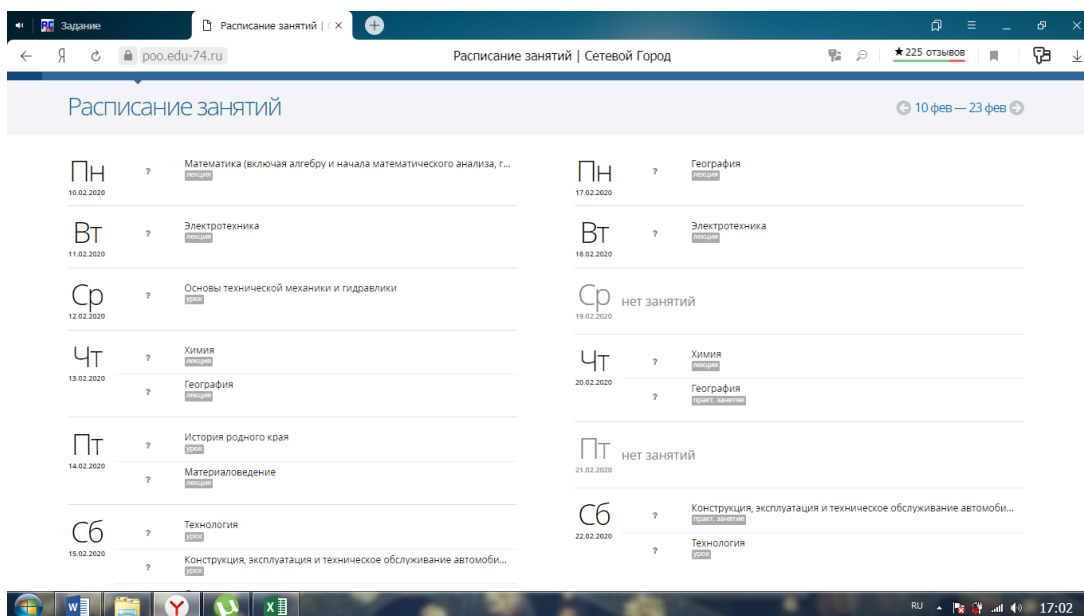 Задание
Расписание занятий | С
poo.edu-74.ru
Расписание занятий | Сетевой Город
★225 отзывов
Расписание занятий
10 фев — 23 фев
Пн
10.02.2020
?
Математика (включая алгебру и начала математического анализа, г...
лекция
Вт
11.02.2020
?
Электротехника
лекция
Ср
12.02.2020
?
Основы технической механики и гидравлики
урок
Чт
13.02.2020
?
Химия
лекция
?
География
лекция
Пт
14.02.2020
?
История родного края
урок
?
Материаловедение
лекция
Сб
15.02.2020
?
Технология
урок
?
Конструкция, эксплуатация и техническое обслуживание автомоби...
урок
Пн
17.02.2020
?
География
лекция
Вт
18.02.2020
?
Электротехника
лекция
Ср
19.02.2020
нет занятий
Чт
20.02.2020
?
Химия
лекция
?
География
практ. занятие
Пт
21.02.2020
нет занятий
Сб
22.02.2020
?
Конструкция, эксплуатация и техническое обслуживание автомоби...
практ. занятие
?
Технология
урок
RU
17:02